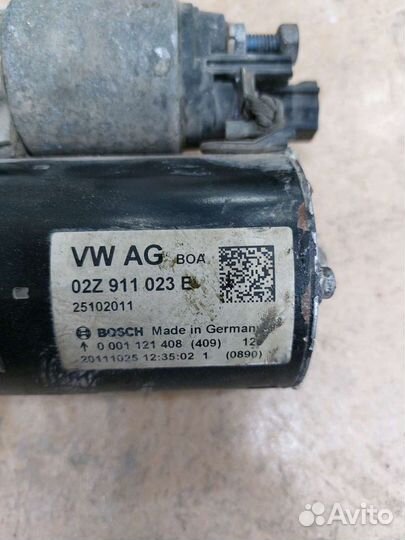 VW AG BOA
02Z 911 023 E
25102011
BOSCH Made in Germany
↑ 0 001 121 408 (409)
20111025 12:35:02 1 (0890)
Avito